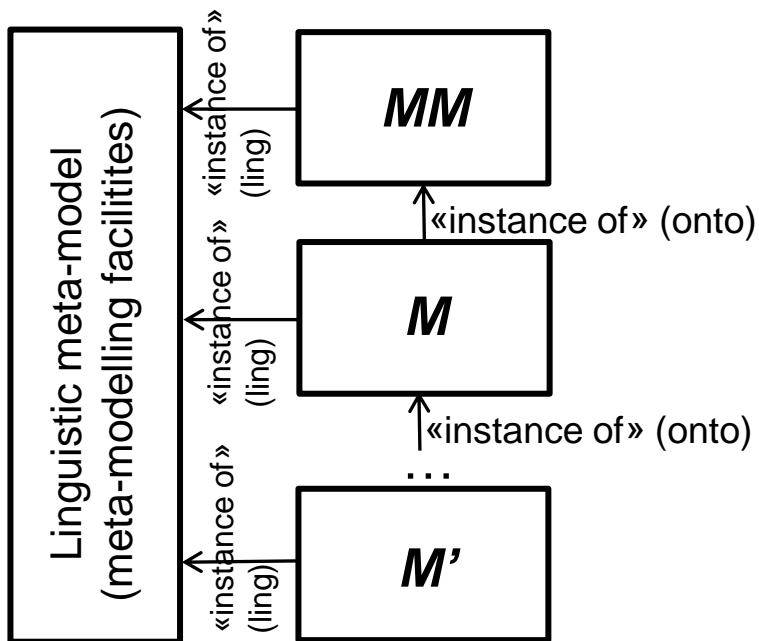 Linguistic meta-model
(meta-modelling facilitites)
«instance of»
(ling)
MM
«instance of» (onto)
«instance of»
(ling)
M
«instance of» (onto)
...
«instance of»
(ling)
M’